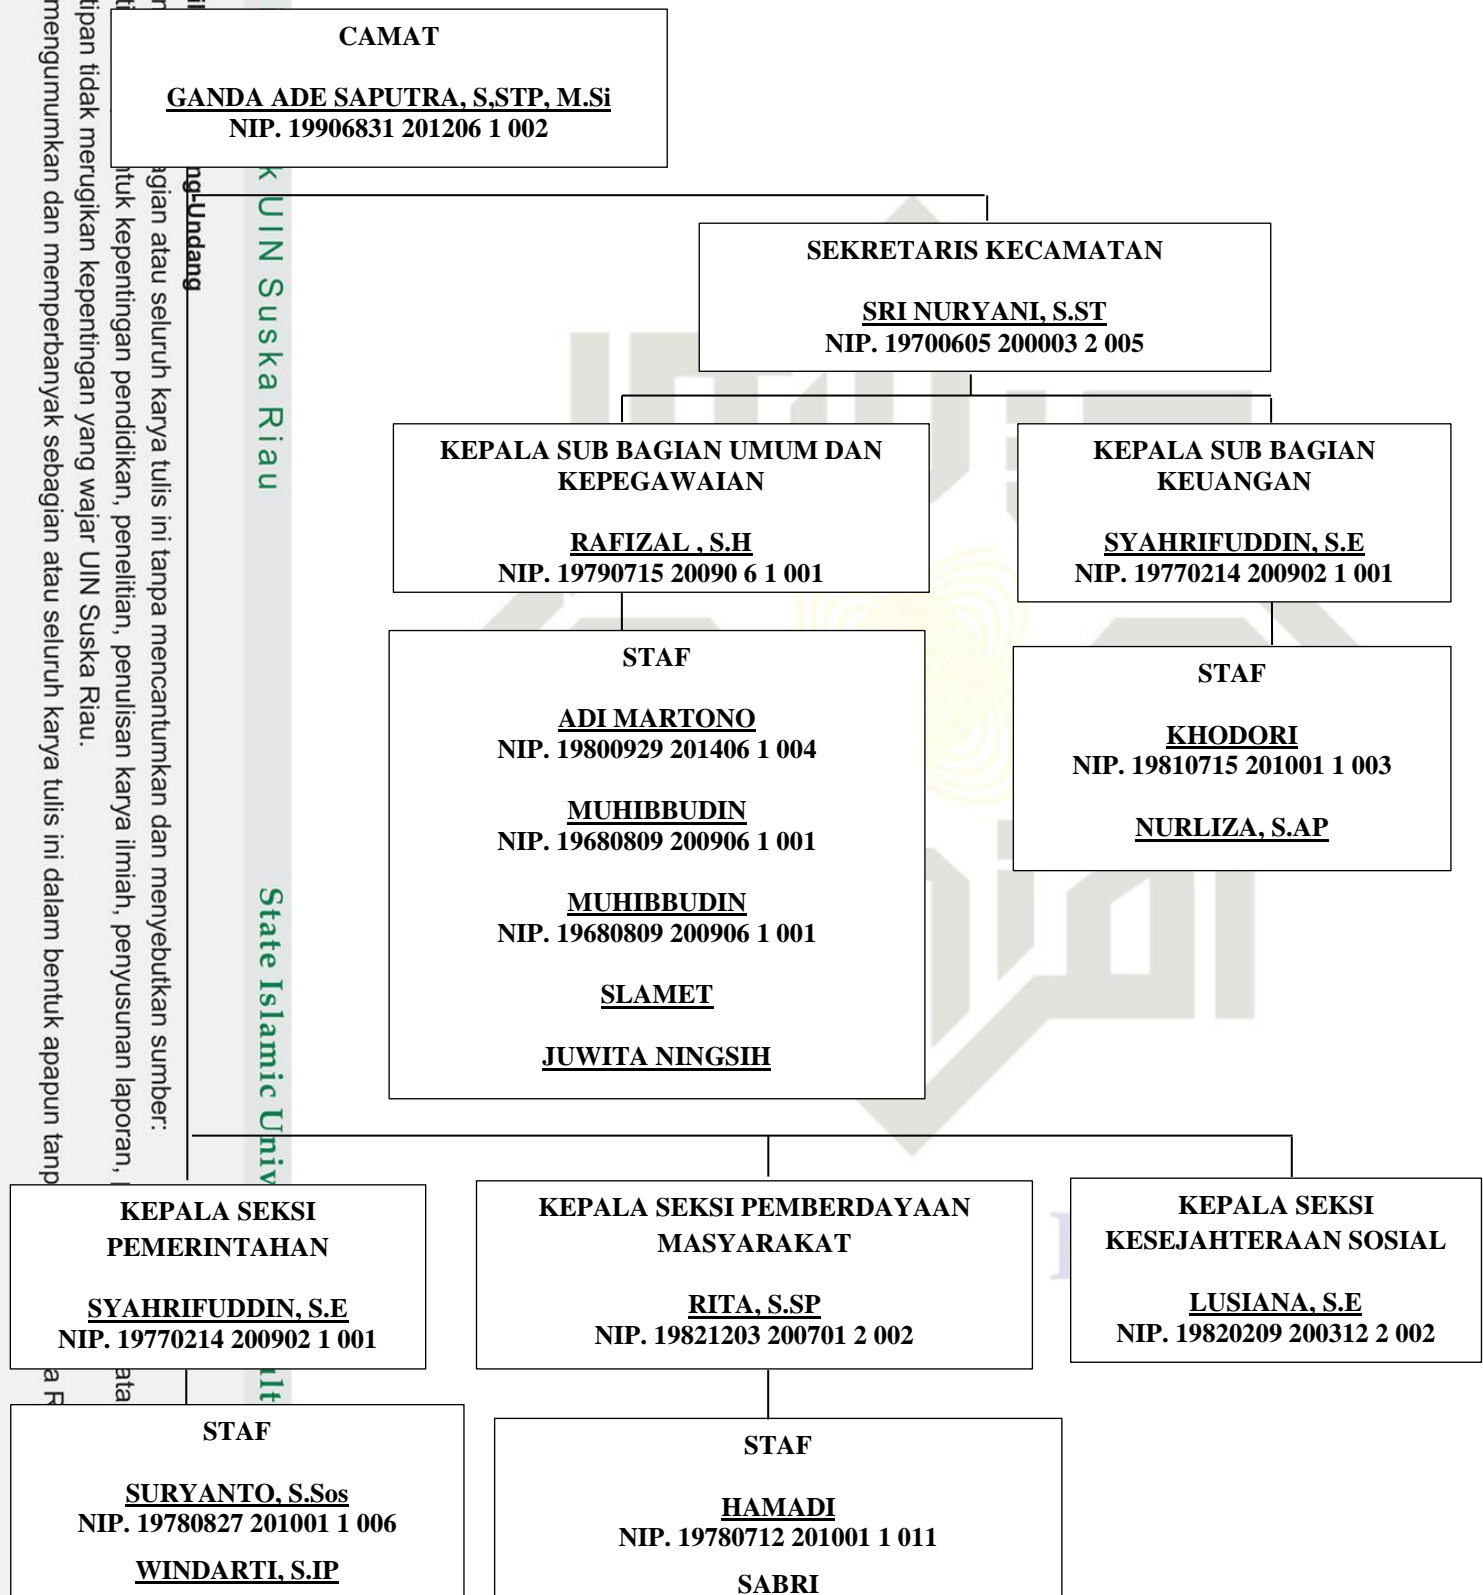 CAMAT
GANDA ADE SAPUTRA, S,STP, M.Si
NIP. 19906831 201206 1 002
SEKRETARIS KECAMATAN
SRI NURYANI, S.ST
NIP. 19700605 200003 2 005
KEPALA SUB BAGIAN UMUM DAN
KEPEGAWAIAN
RAFIZAL , S.H
NIP. 19790715 20090 6 1 001
KEPALA SUB BAGIAN
KEUANGAN
SYAHRIFUDDIN, S.E
NIP. 19770214 200902 1 001
STAF
ADI MARTONO
NIP. 19800929 201406 1 004
MUHIBBUDIN
NIP. 19680809 200906 1 001
MUHIBBUDIN
NIP. 19680809 200906 1 001
SLAMET
JUWITA NINGSIH
STAF
KHODORI
NIP. 19810715 201001 1 003
NURLIZA, S.AP
KEPALA SEKSI
PEMERINTAHAN
SYAHRIFUDDIN, S.E
NIP. 19770214 200902 1 001
KEPALA SEKSI PEMBERDAYAAN
MASYARAKAT
RITA, S.SP
NIP. 19821203 200701 2 002
KEPALA SEKSI
KESEJAHTERAAN SOSIAL
LUSIANA, S.E
NIP. 19820209 200312 2 002
STAF
SURYANTO, S.Sos
NIP. 19780827 201001 1 006
WINDARTI, S.IP
STAF
HAMADI
NIP. 19780712 201001 1 011
SABRI
k UIN Suska Riau
State Islamic Univ
ng-Undang
agian atau seluruh karya tulis ini tanpa mencantumkan dan menyebutkan sumber:
tuk kepentingan pendidikan, penelitian, penulisan karya ilmiah, penyusunan laporan,
tipan tidak merugikan kepentingan yang wajar UIN Suska Riau.
mengumumkan dan memperbanyak sebagian atau seluruh karya tulis ini dalam bentuk apapun tanp